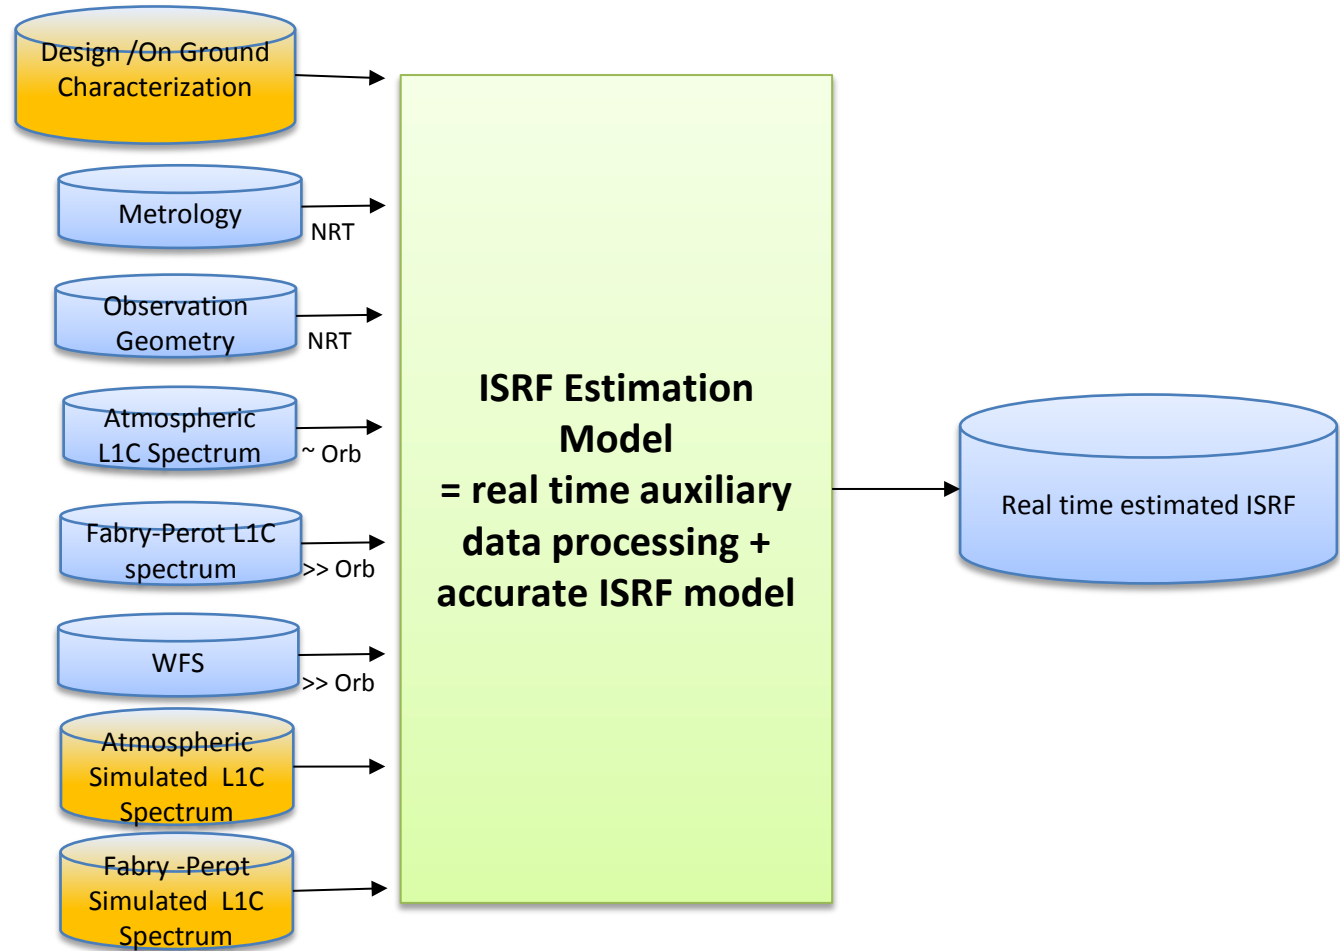 Design /On Ground
Characterization
Metrology
NRT
Observation
Geometry
NRT
Atmospheric
L1C Spectrum
~ Orb
Fabry-Perot L1C
spectrum
>> Orb
WFS
>> Orb
Atmospheric
Simulated L1C
Spectrum
Fabry -Perot
Simulated L1C
Spectrum
ISRF Estimation
Model
= real time auxiliary
data processing +
accurate ISRF model
Real time estimated ISRF